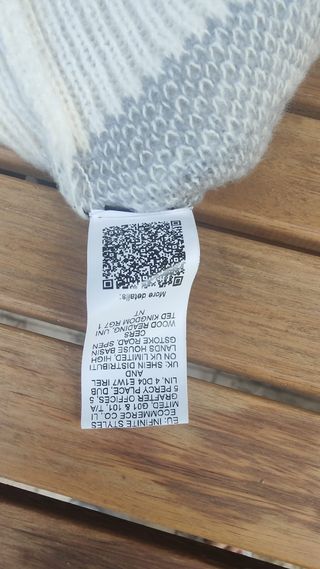 EU: INFINITE STYLES
ECOMMERCE CO., LI
MITED, G01 & 101, T/A
GRAFTER OFFICES, 5
5 PERCY PLACE, DUB
LIN, 4 D04 E1W7 IREL
AND
UK: SHEIN DISTRIBUTI
ON UK LIMITED, HIGH
LANDS HOUSE BASIN
GSTOKE ROAD, SPEN
CERS
WOOD READING, UNI
TED KINGDOM RG7 1
NT
More details: